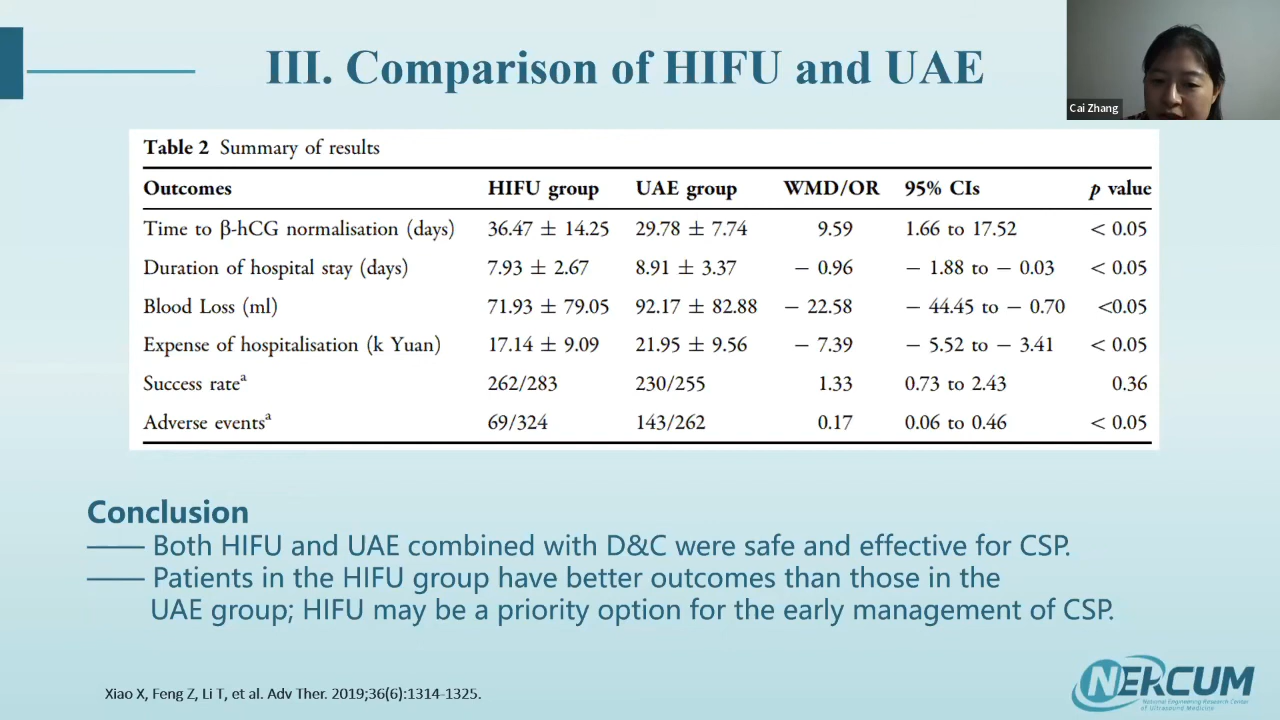 III. Comparison of HIFU and UAE
Cai Zhang
Table 2 Summary of results
Outcomes HIFU group UAE group WMD/OR 95% CIs p value
Time to β-hCG normalisation (days) 36.47 ± 14.25 29.78 ± 7.74 9.59 1.66 to 17.52 < 0.05
Duration of hospital stay (days) 7.93 ± 2.67 8.91 ± 3.37 − 0.96 − 1.88 to − 0.03 < 0.05
Blood Loss (ml) 71.93 ± 79.05 92.17 ± 82.88 − 22.58 − 44.45 to − 0.70 <0.05
Expense of hospitalisation (k Yuan) 17.14 ± 9.09 21.95 ± 9.56 − 7.39 − 5.52 to − 3.41 < 0.05
Success rateᵃ 262/283 230/255 1.33 0.73 to 2.43 0.36
Adverse eventsᵃ 69/324 143/262 0.17 0.06 to 0.46 < 0.05
Conclusion
—— Both HIFU and UAE combined with D&C were safe and effective for CSP.
—— Patients in the HIFU group have better outcomes than those in the
UAE group; HIFU may be a priority option for the early management of CSP.
Xiao X, Feng Z, Li T, et al. Adv Ther. 2019;36(6):1314-1325.
NERCUM
National Engineering Research Center
of Ultrasound Medicine